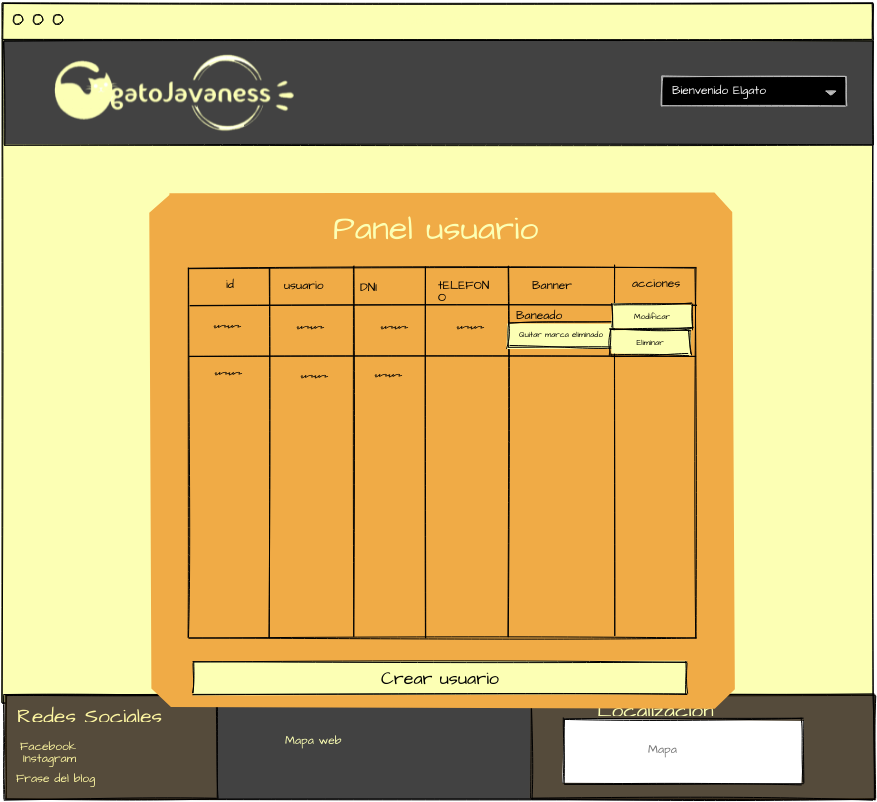 gatoJavaness
Bienvenido Elgato
Panel usuario
id
usuario
DNI
tELEFON
O
Banner
acciones
Baneado
Quitar marca eliminado
Modificar
Eliminar
Crear usuario
Redes Sociales
Facebook
Instagram
Frase del blog
Mapa web
Localización
Mapa